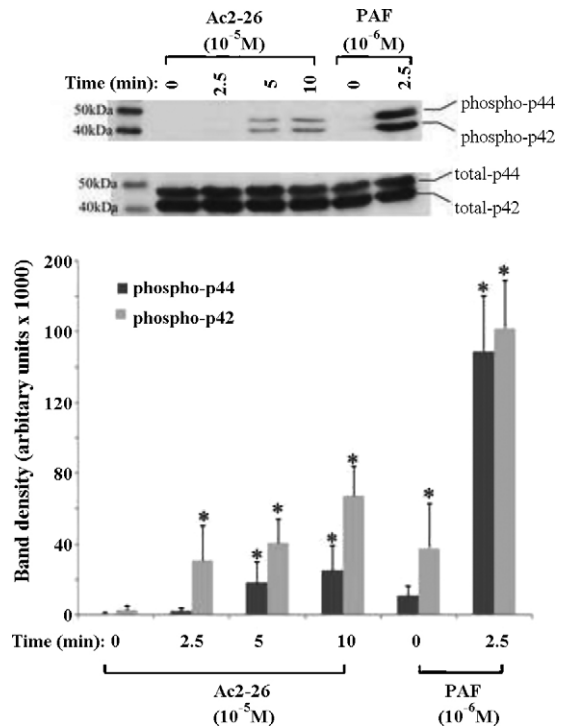 Ac2-26 PAF
(10⁻⁵M) (10⁻⁶M)
Time (min): 0 2.5 5 10 0 2.5
50kDa phospho-p44
40kDa phospho-p42
50kDa total-p44
40kDa total-p42
200
100
120
80
40
0
Band density (arbitary units x 1000)
phospho-p44
phospho-p42
* * * * * * * *
Time (min): 0 2.5 5 10 0 2.5
Ac2-26 PAF
(10⁻⁵M) (10⁻⁶M)